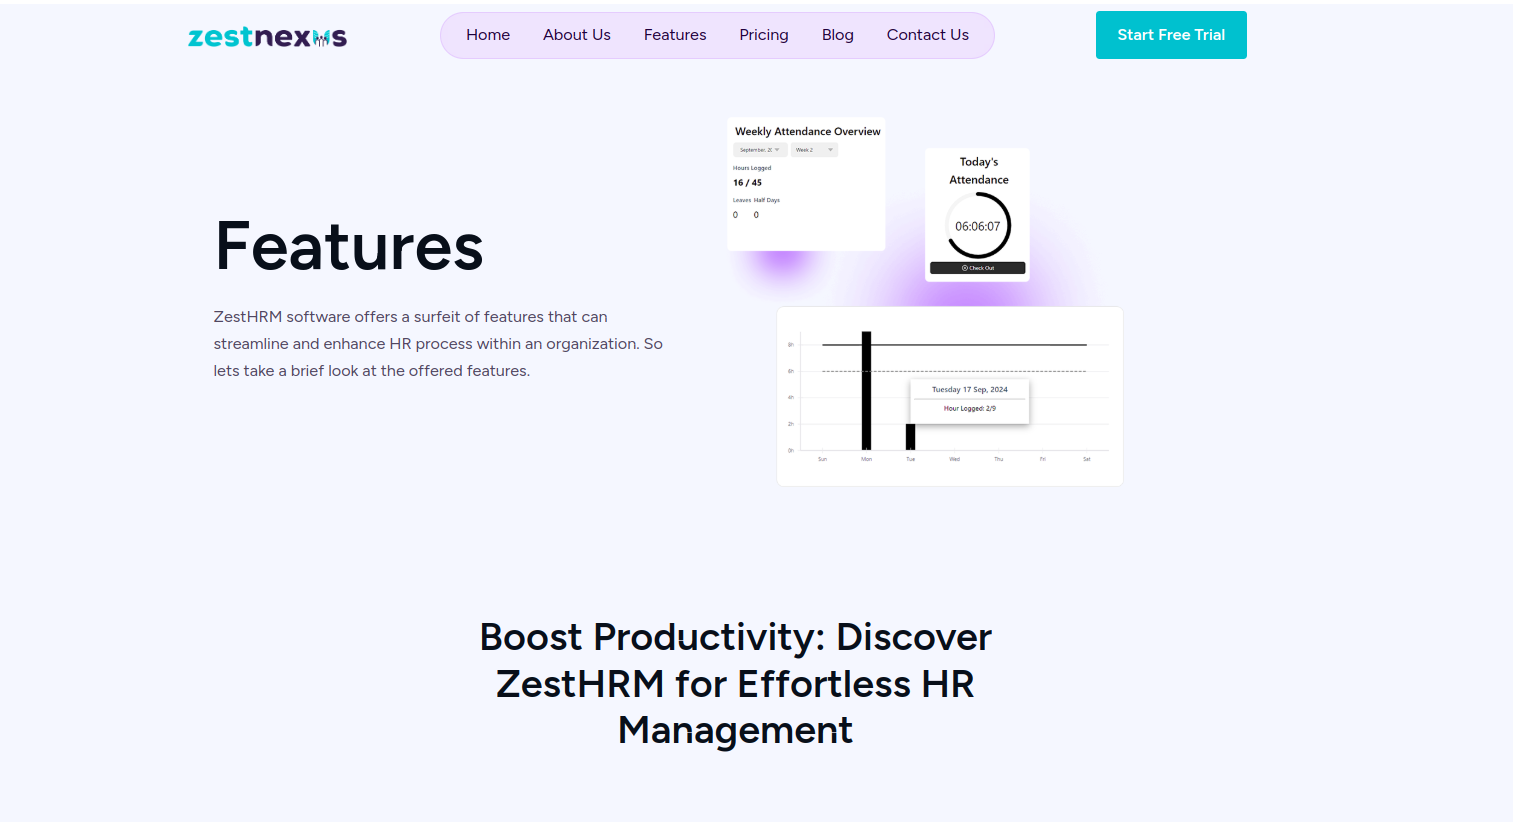 zestnexus
Home About Us Features Pricing Blog Contact Us
Start Free Trial
Features
ZestHRM software offers a surfeit of features that can
streamline and enhance HR process within an organization. So
lets take a brief look at the offered features.
Weekly Attendance Overview
September, 20 Week 2
Hours Logged
16 / 45
Leaves Half Days
0 0
Today's
Attendance
06:06:07
Check Out
8h
6h
4h
2h
0h
Tuesday 17 Sep, 2024
Hour Logged: 2/9
Sun Mon Tue Wed Thu Fri Sat
Boost Productivity: Discover
ZestHRM for Effortless HR
Management